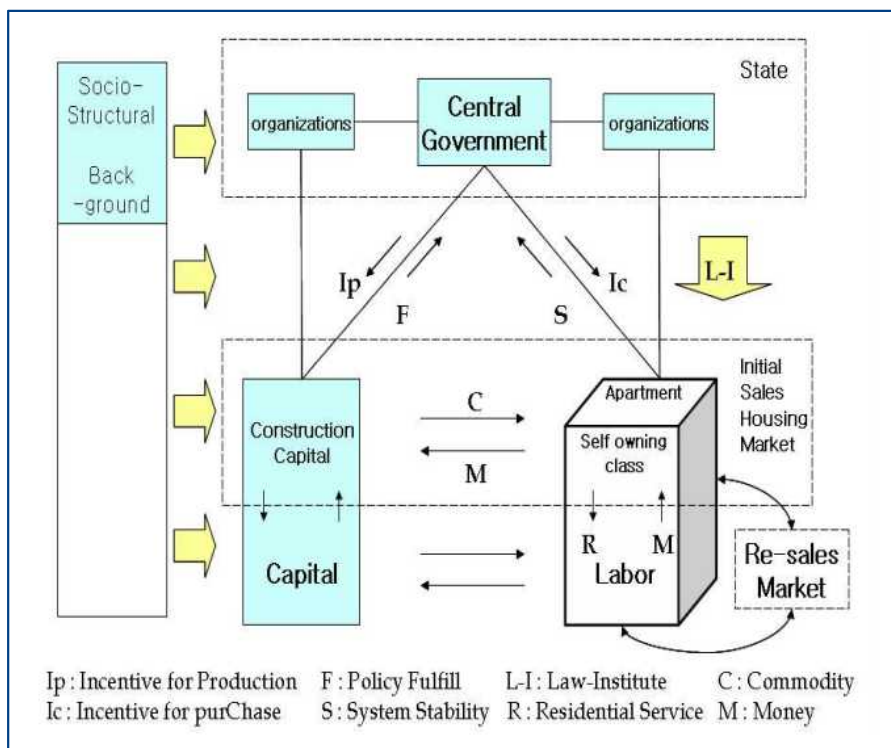 Socio-
Structural
Back
-ground
State
organizations
Central
Government
organizations
Ip
F
S
Ic
L-I
Initial
Sales
Housing
Market
Construction
Capital
C
M
Apartment
Self owning
class
Capital
R
M
Labor
Re-sales
Market
Ip : Incentive for Production F : Policy Fulfill L-I : Law-Institute C : Commodity
Ic : Incentive for purChase S : System Stability R : Residential Service M : Money